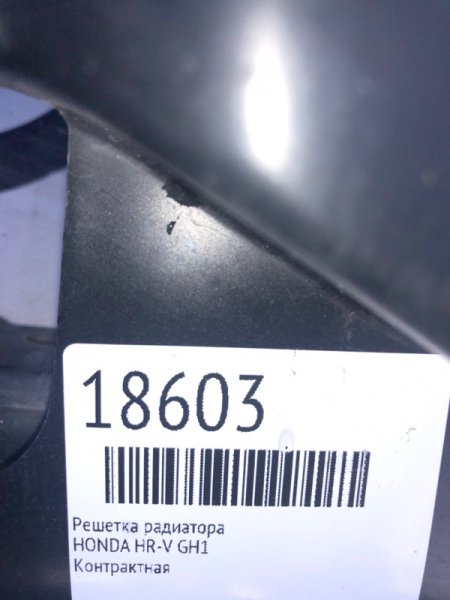 18603
Решетка радиатора
HONDA HR-V GH1
Контрактная